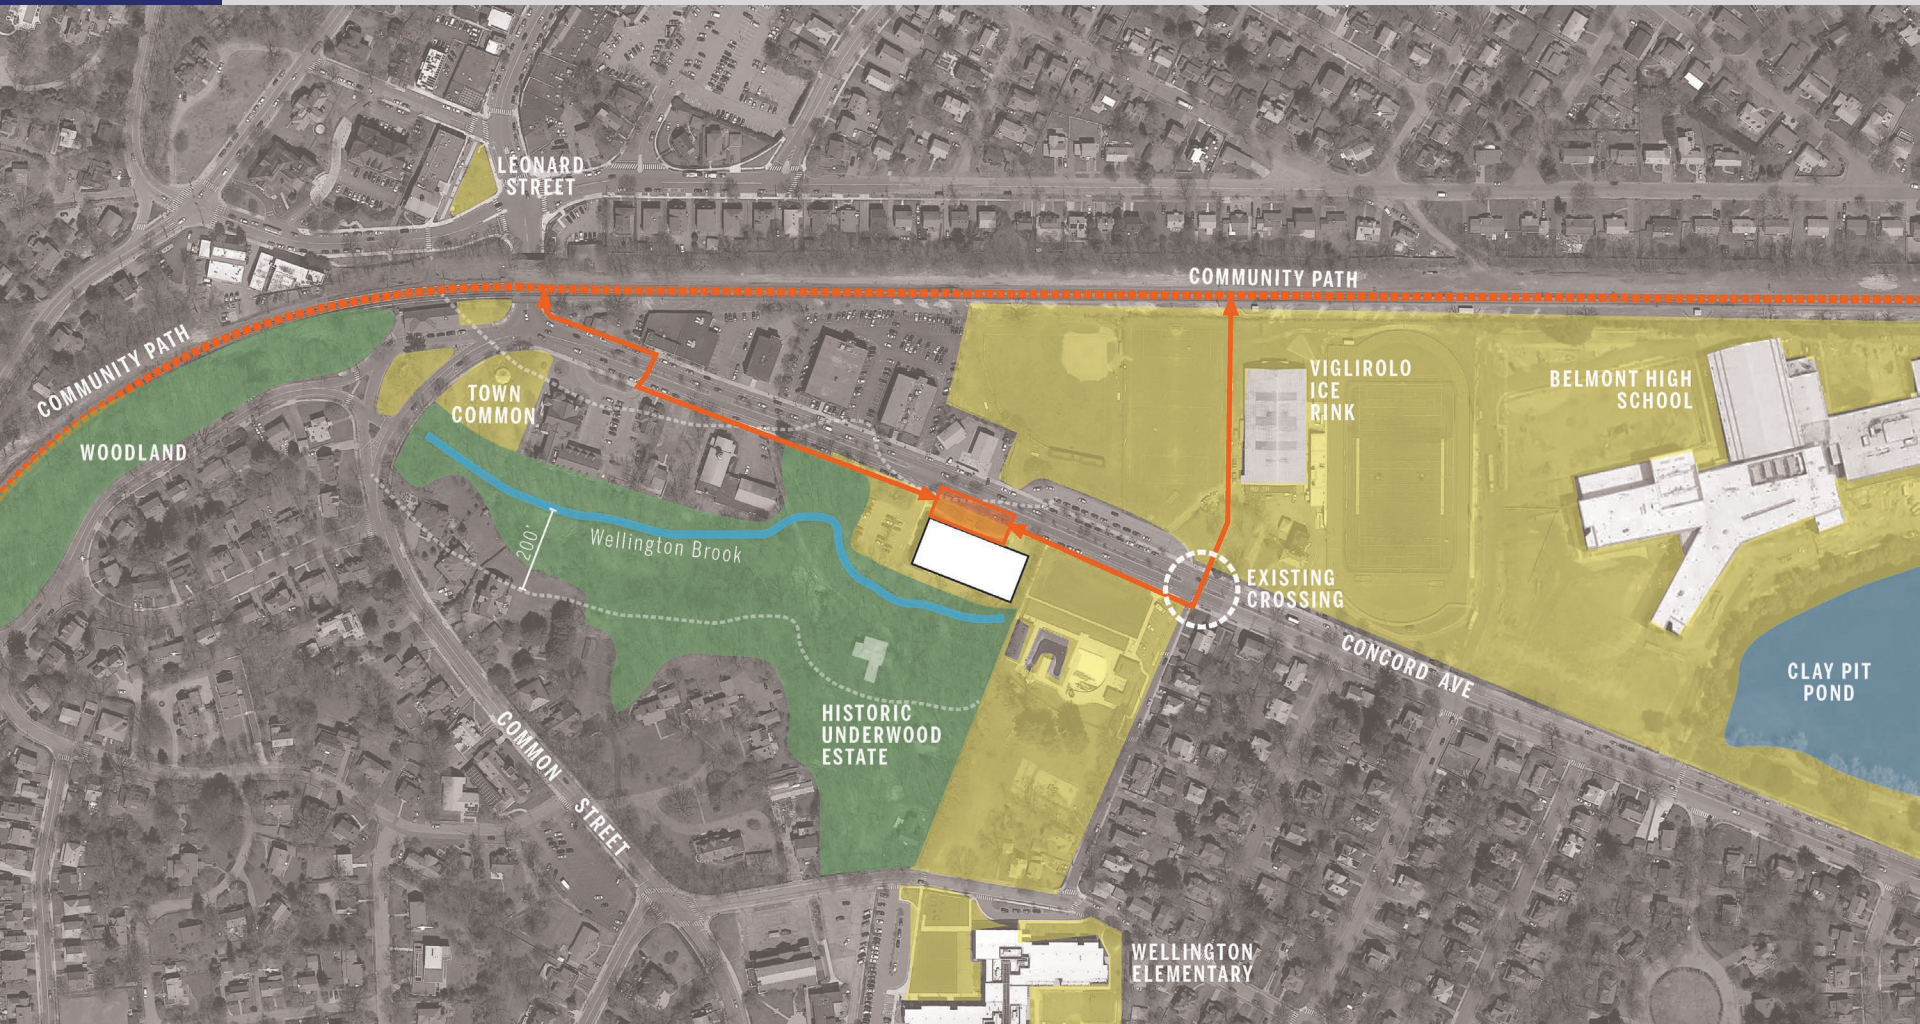 LEONARD
STREET
COMMUNITY PATH
COMMUNITY PATH
VIGLIROLO
ICE
RINK
BELMONT HIGH
SCHOOL
TOWN
COMMON
WOODLAND
200'
Wellington Brook
EXISTING
CROSSING
CONCORD AVE
CLAY PIT
POND
HISTORIC
UNDERWOOD
ESTATE
COMMON STREET
WELLINGTON
ELEMENTARY